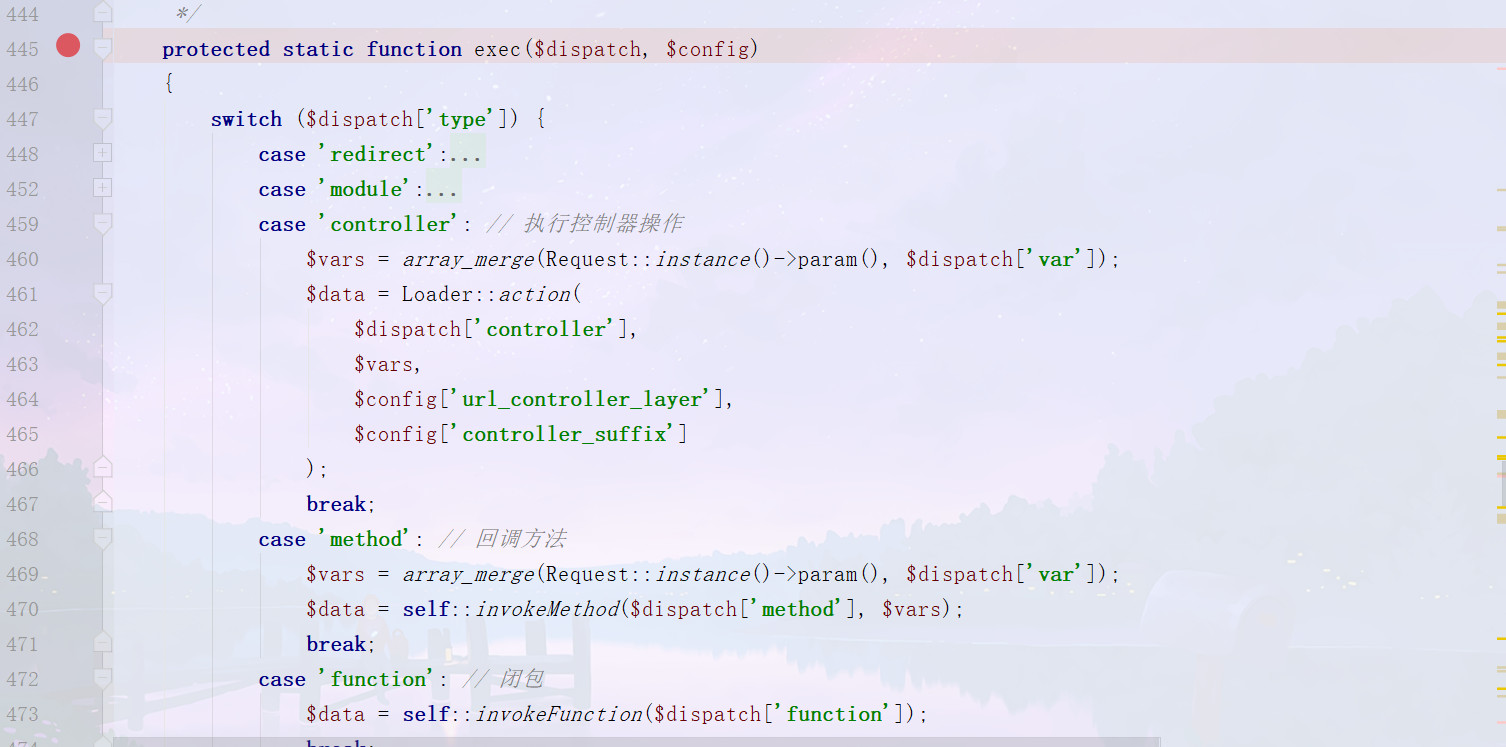 444 */
445 protected static function exec($dispatch, $config)
446 {
447 switch ($dispatch['type']) {
448 case 'redirect':...
452 case 'module':...
459 case 'controller': // 执行控制器操作
460 $vars = array_merge(Request::instance()->param(), $dispatch['var']);
461 $data = Loader::action(
462 $dispatch['controller'],
463 $vars,
464 $config['url_controller_layer'],
465 $config['controller_suffix']
466 );
467 break;
468 case 'method': // 回调方法
469 $vars = array_merge(Request::instance()->param(), $dispatch['var']);
470 $data = self::invokeMethod($dispatch['method'], $vars);
471 break;
472 case 'function': // 闭包
473 $data = self::invokeFunction($dispatch['function']);
474 break;